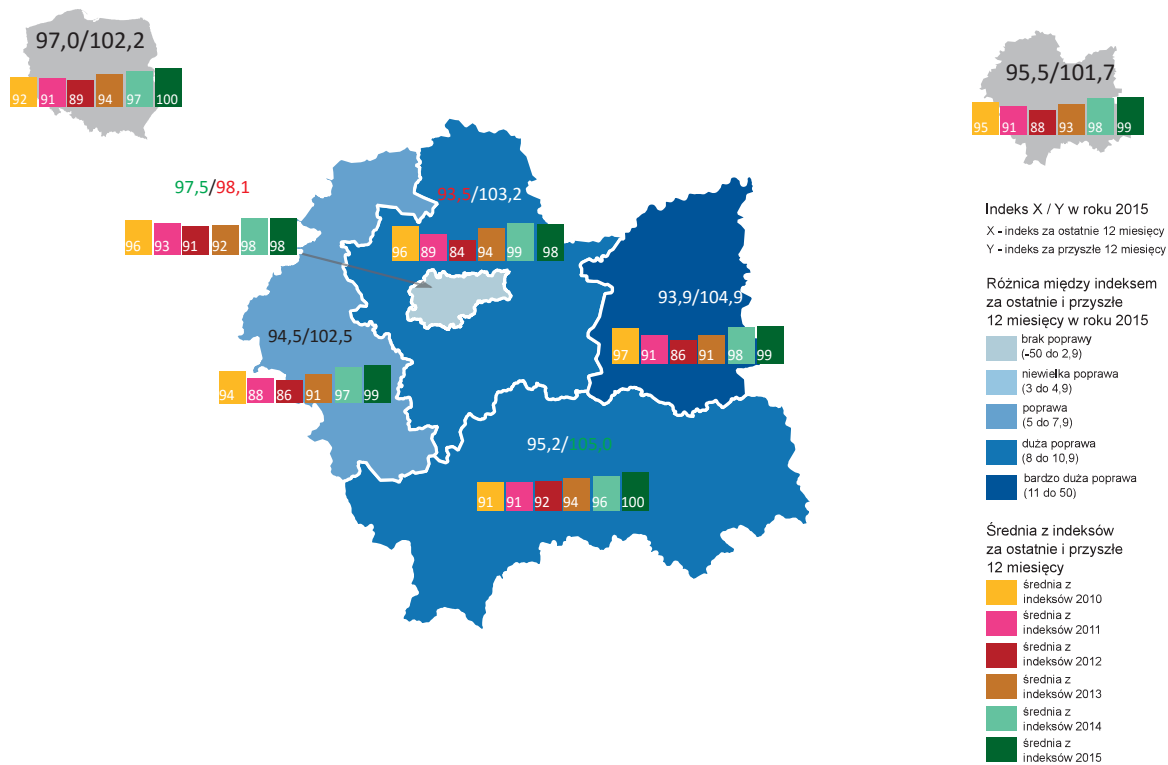 97,0/102,2
92 91 89 94 97 100
95,5/101,7
95 91 88 93 98 99
97,5/98,1
96 93 91 92 98 98
93,5/103,2
96 89 84 94 99 98
93,9/104,9
97 91 86 91 98 99
94,5/102,5
94 88 86 91 97 99
95,2/105,0
91 91 92 94 96 100
Indeks X / Y w roku 2015
X - indeks za ostatnie 12 miesięcy
Y - indeks za przyszłe 12 miesięcy
Różnica między indeksem
za ostatnie i przyszłe
12 miesięcy w roku 2015
brak poprawy
(-50 do 2,9)
niewielka poprawa
(3 do 4,9)
poprawa
(5 do 7,9)
duża poprawa
(8 do 10,9)
bardzo duża poprawa
(11 do 50)
Średnia z indeksów
za ostatnie i przyszłe
12 miesięcy
średnia z
indeksów 2010
średnia z
indeksów 2011
średnia z
indeksów 2012
średnia z
indeksów 2013
średnia z
indeksów 2014
średnia z
indeksów 2015